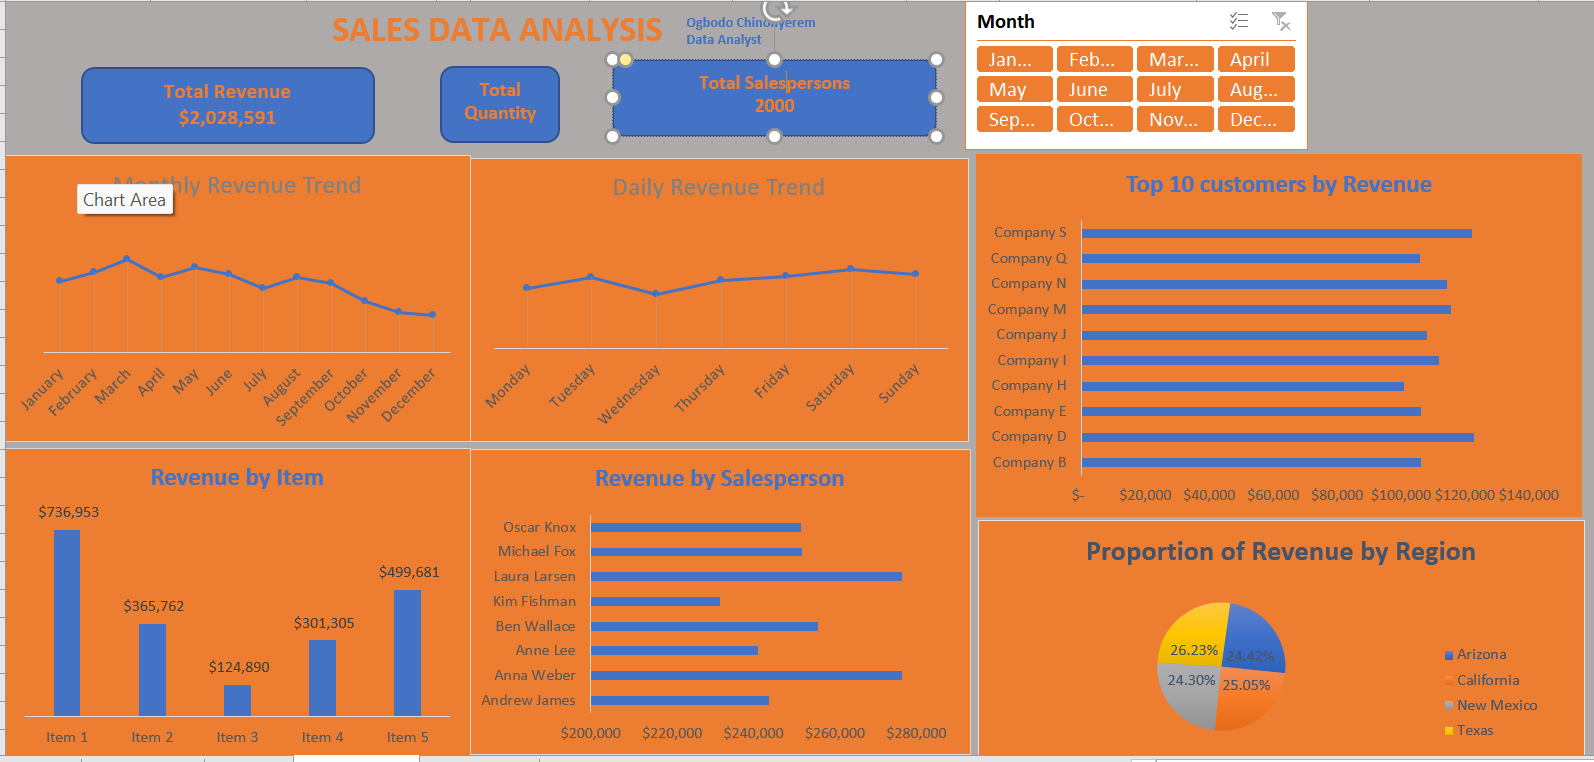 SALES DATA ANALYSIS
Ogbodo Chinonyerem
Data Analyst
Total Revenue
$2,028,591
Total
Quantity
Total Salespersons
2000
Month
Jan...
Feb...
Mar...
April
May
June
July
Aug...
Sep...
Oct...
Nov...
Dec...
Monthly Revenue Trend
Chart Area
January
February
March
April
May
June
July
August
September
October
November
December
Daily Revenue Trend
Monday
Tuesday
Wednesday
Thursday
Friday
Saturday
Sunday
Top 10 customers by Revenue
Company S
Company Q
Company N
Company M
Company J
Company I
Company H
Company E
Company D
Company B
$- $20,000 $40,000 $60,000 $80,000 $100,000 $120,000 $140,000
Revenue by Item
$736,953
$365,762
$124,890
$301,305
$499,681
Item 1 Item 2 Item 3 Item 4 Item 5
Revenue by Salesperson
Oscar Knox
Michael Fox
Laura Larsen
Kim Fishman
Ben Wallace
Anne Lee
Anna Weber
Andrew James
$200,000 $220,000 $240,000 $260,000 $280,000
Proportion of Revenue by Region
26.23%
24.42%
24.30%
25.05%
Arizona
California
New Mexico
Texas